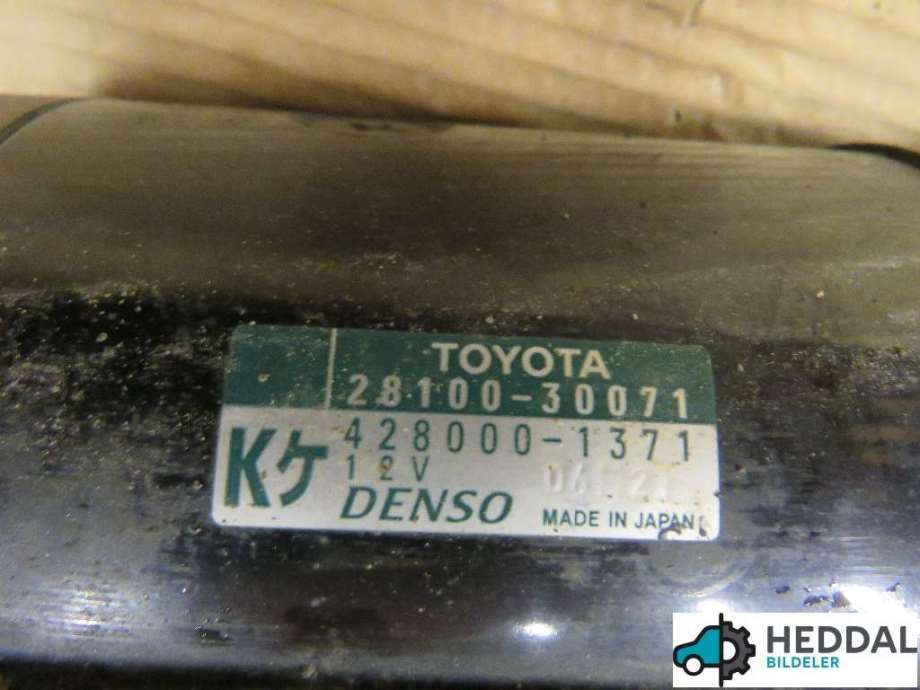 TOYOTA
28100-30071
Kケ
428000-1371
12V
DENSO
MADE IN JAPAN
HEDDAL
BILDELER